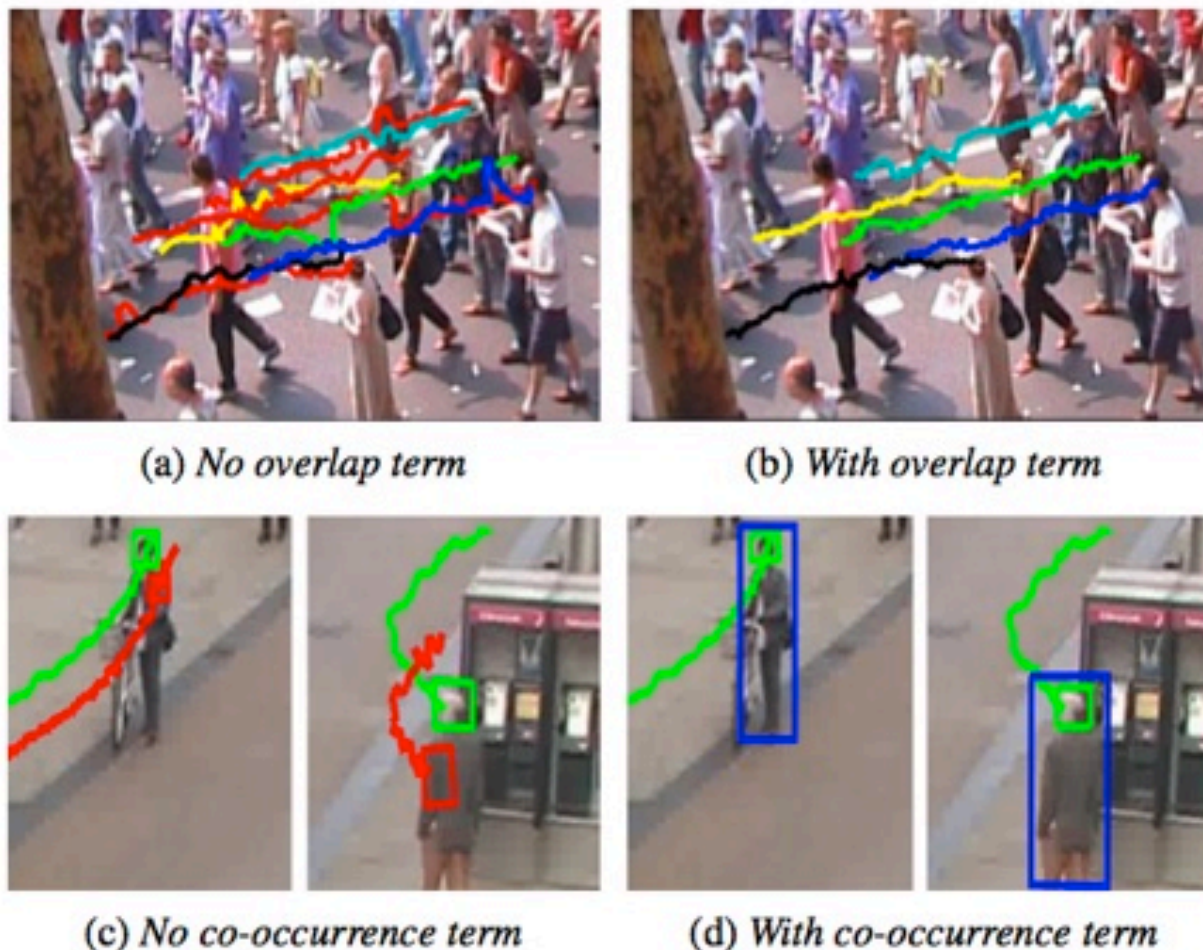 (a) No overlap term
(b) With overlap term
(c) No co-occurrence term
(d) With co-occurrence term